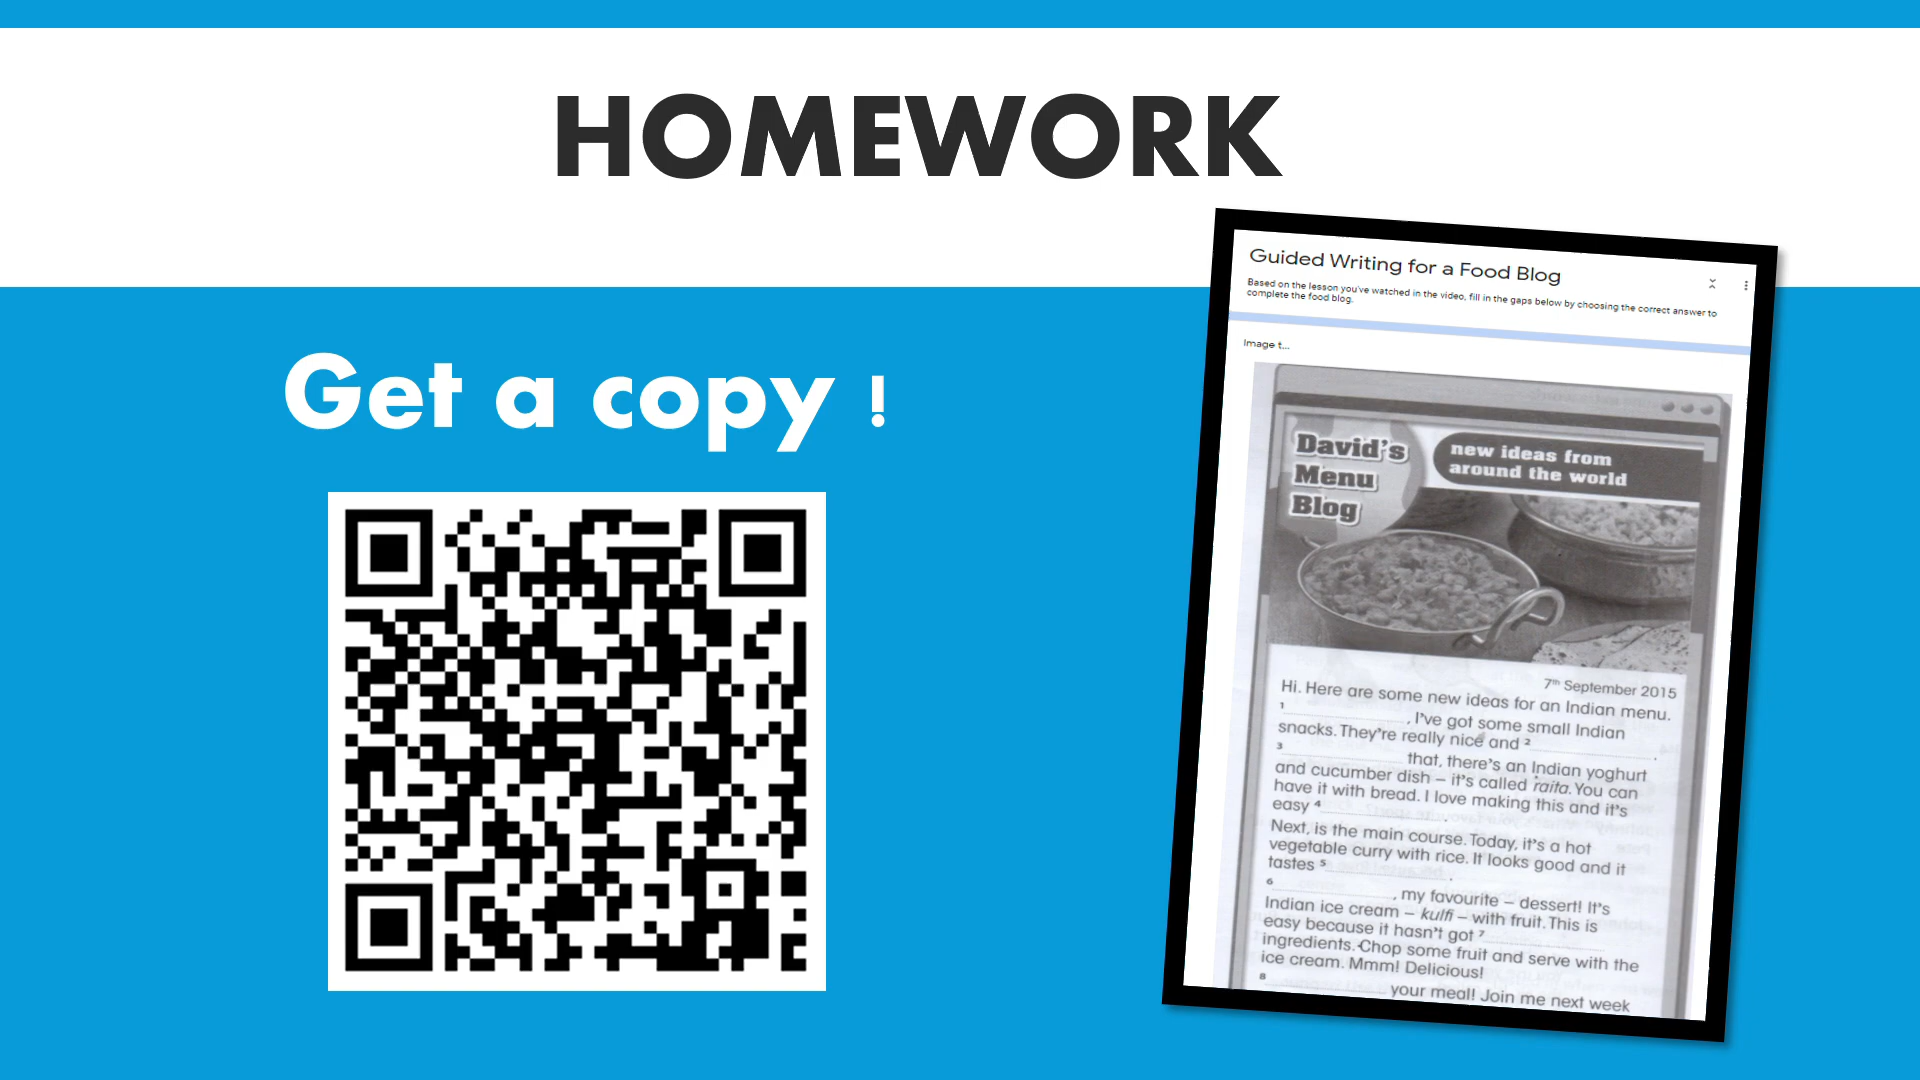 HOMEWORK
Get a copy !
Guided Writing for a Food Blog
Based on the lesson you've watched in the video, fill in the gaps below by choosing the correct answer to
complete the food blog.
Image t...
David's
Menu
Blog
new ideas from
around the world
7th September 2015
Hi. Here are some new ideas for an Indian menu.
1 , I've got some small Indian
snacks. They're really nice and 2 .
3 that, there's an Indian yoghurt
and cucumber dish – it's called raita. You can
have it with bread. I love making this and it's
easy 4 .
Next, is the main course. Today, it's a hot
vegetable curry with rice. It looks good and it
tastes 5 .
6 , my favourite – dessert! It's
Indian ice cream – kulfi – with fruit. This is
easy because it hasn't got 7
ingredients. Chop some fruit and serve with the
ice cream. Mmm! Delicious!
8 your meal! Join me next week